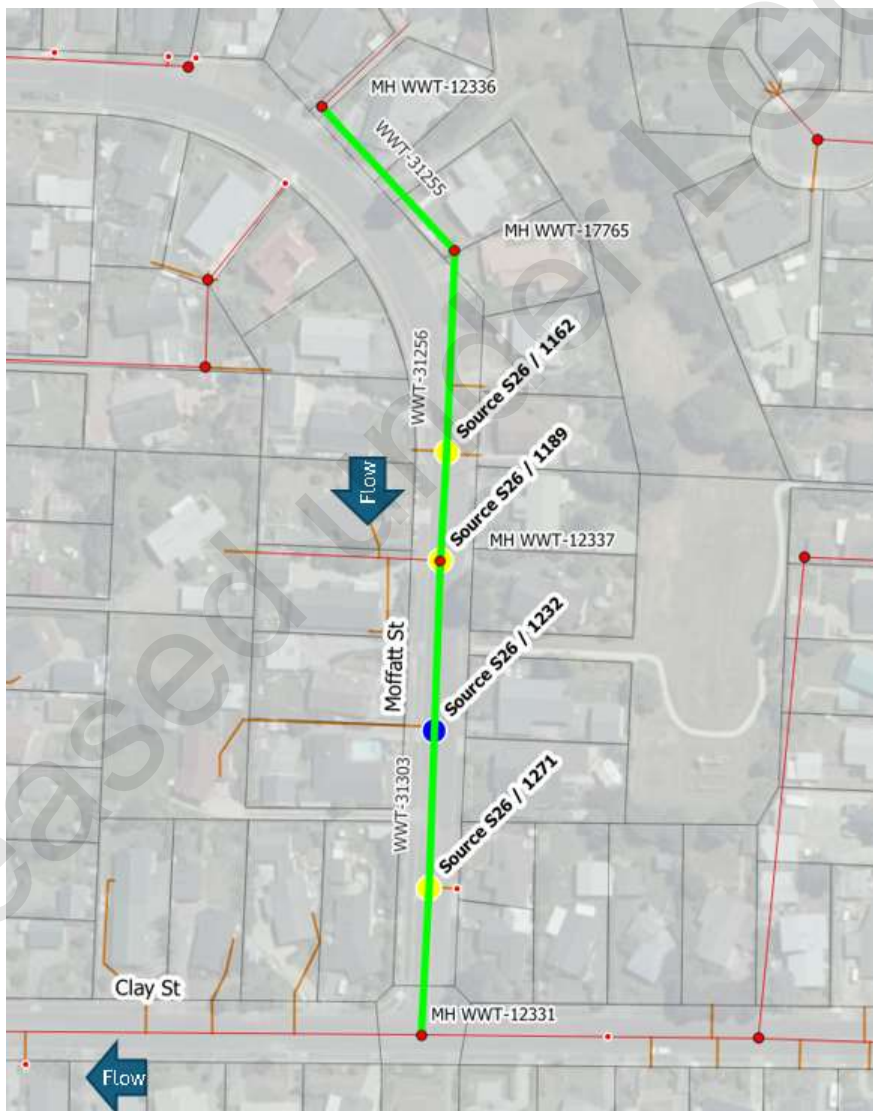 MH WWT-12336
WWT-31255
MH WWT-17765
WWT-31256
Source S26 / 1162
Source S26 / 1189
Flow
MH WWT-12337
Source S26 / 1232
Moffatt St
WWT-31303
Source S26 / 1271
Clay St
MH WWT-12331
Flow